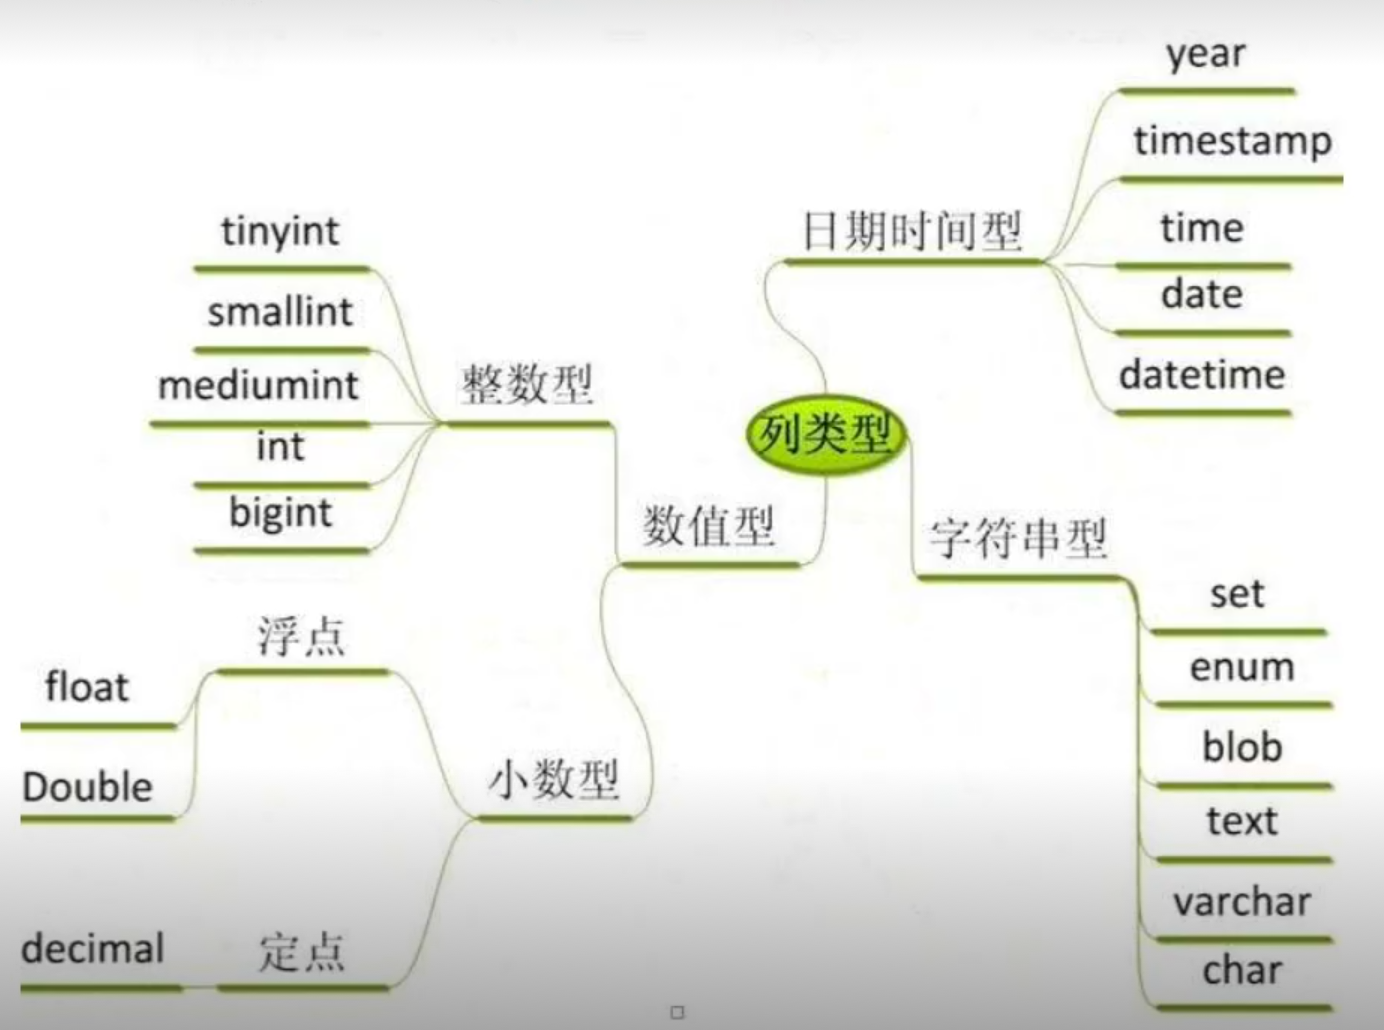 year
timestamp
time
date
datetime
日期时间型
tinyint
smallint
mediumint
int
bigint
整数型
列类型
数值型
字符串型
set
enum
blob
text
varchar
char
浮点
float
Double
小数型
decimal
定点